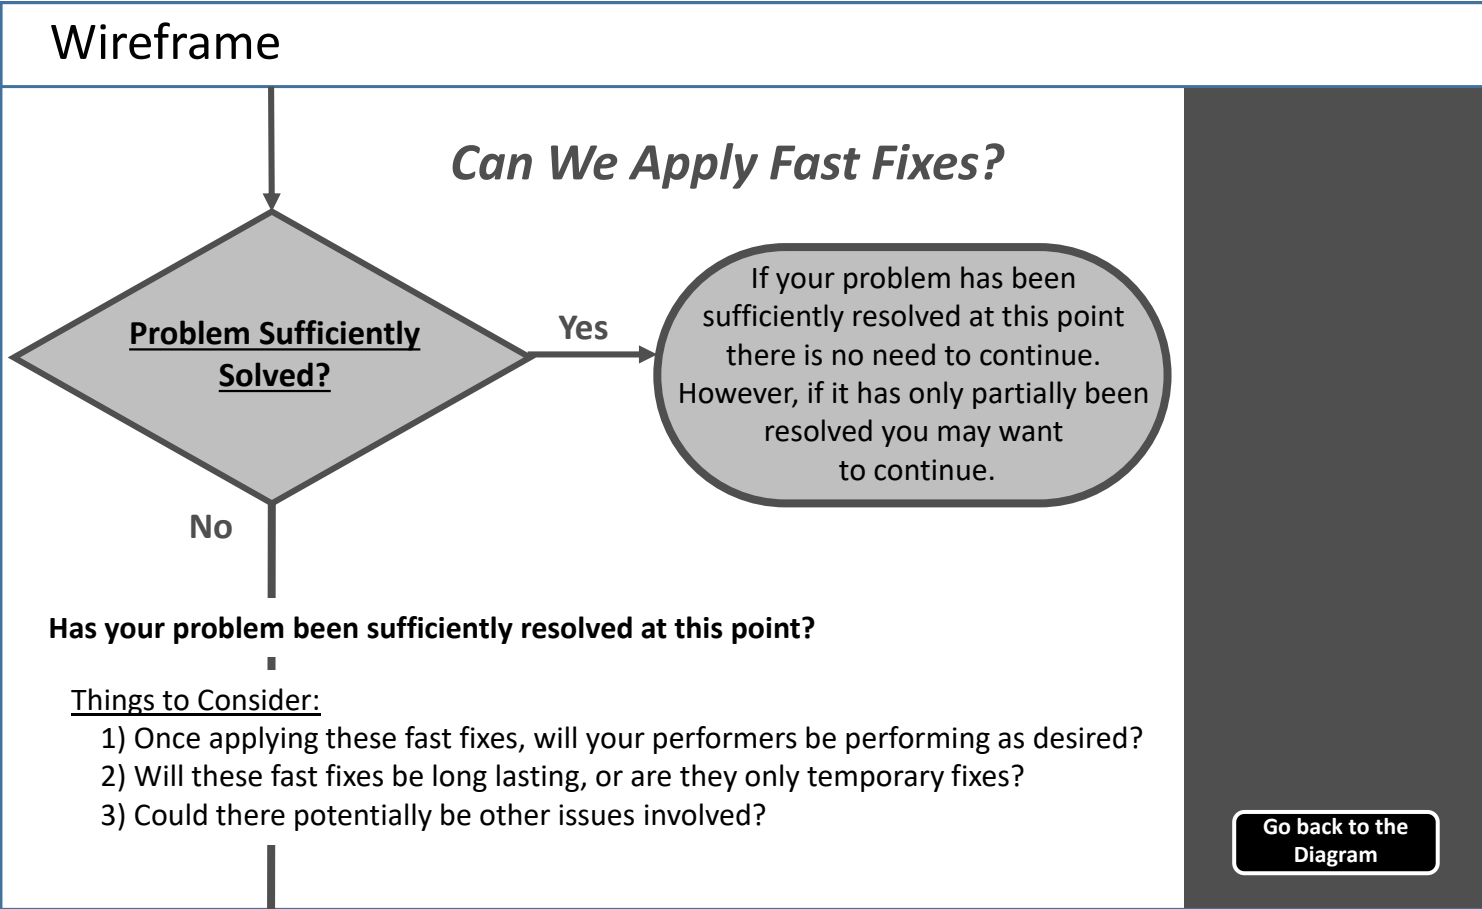 Wireframe
Can We Apply Fast Fixes?
Problem Sufficiently
Solved?
Yes
If your problem has been
sufficiently resolved at this point
there is no need to continue.
However, if it has only partially been
resolved you may want
to continue.
No
Has your problem been sufficiently resolved at this point?
Things to Consider:
1) Once applying these fast fixes, will your performers be performing as desired?
2) Will these fast fixes be long lasting, or are they only temporary fixes?
3) Could there potentially be other issues involved?
Go back to the
Diagram